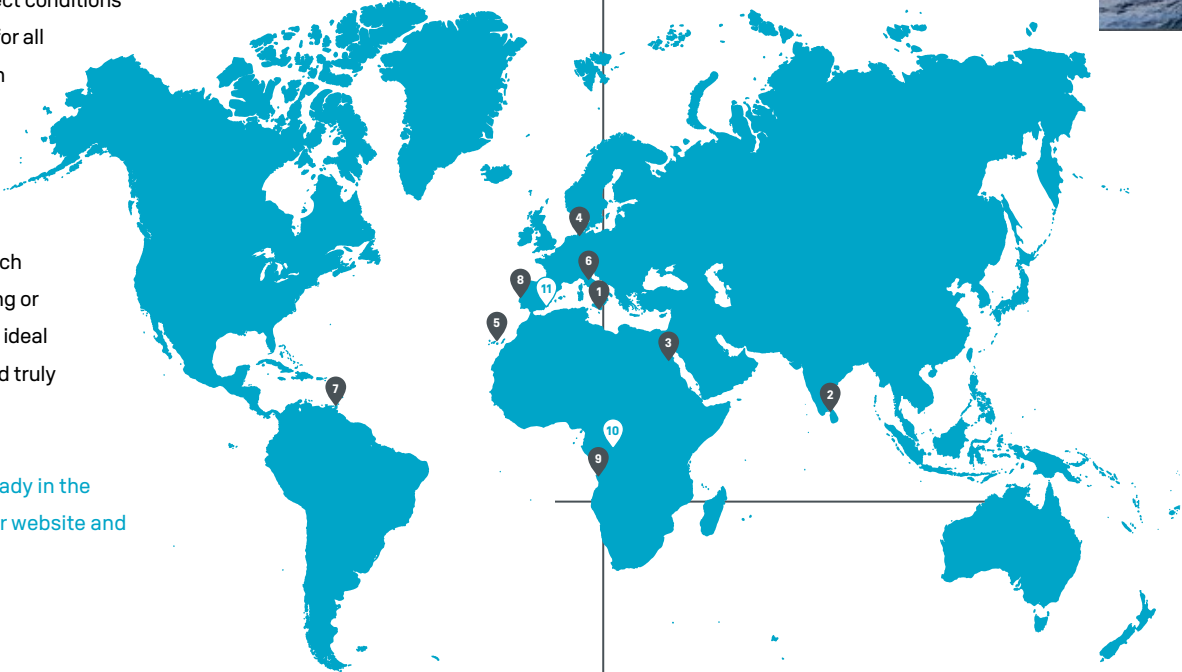 ect conditions
for all
n
ch
ng or
ideal
d truly
ady in the
r website and
4
6
8
11
1
5
3
7
2
10
9